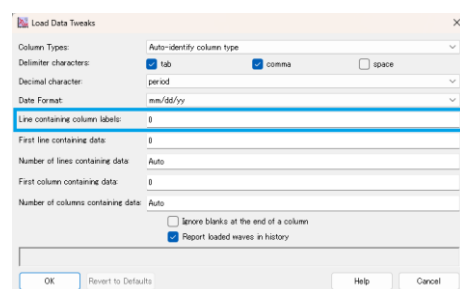 Load Data Tweaks
Column Types: Auto-identify column type
Delimiter characters: tab comma space
Decimal character: period
Date Format: mm/dd/yy
Line containing column labels: 0
First line containing data: 0
Number of lines containing data: Auto
First column containing data: 0
Number of columns containing data: Auto
Ignore blanks at the end of a column
Report loaded waves in history
OK Revert to Defaults Help Cancel